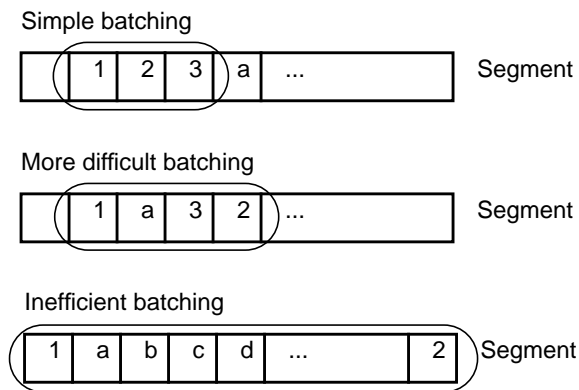 Simple batching
1 2 3 a ... Segment
More difficult batching
1 a 3 2 ... Segment
Inefficient batching
1 a b c d ... 2 Segment